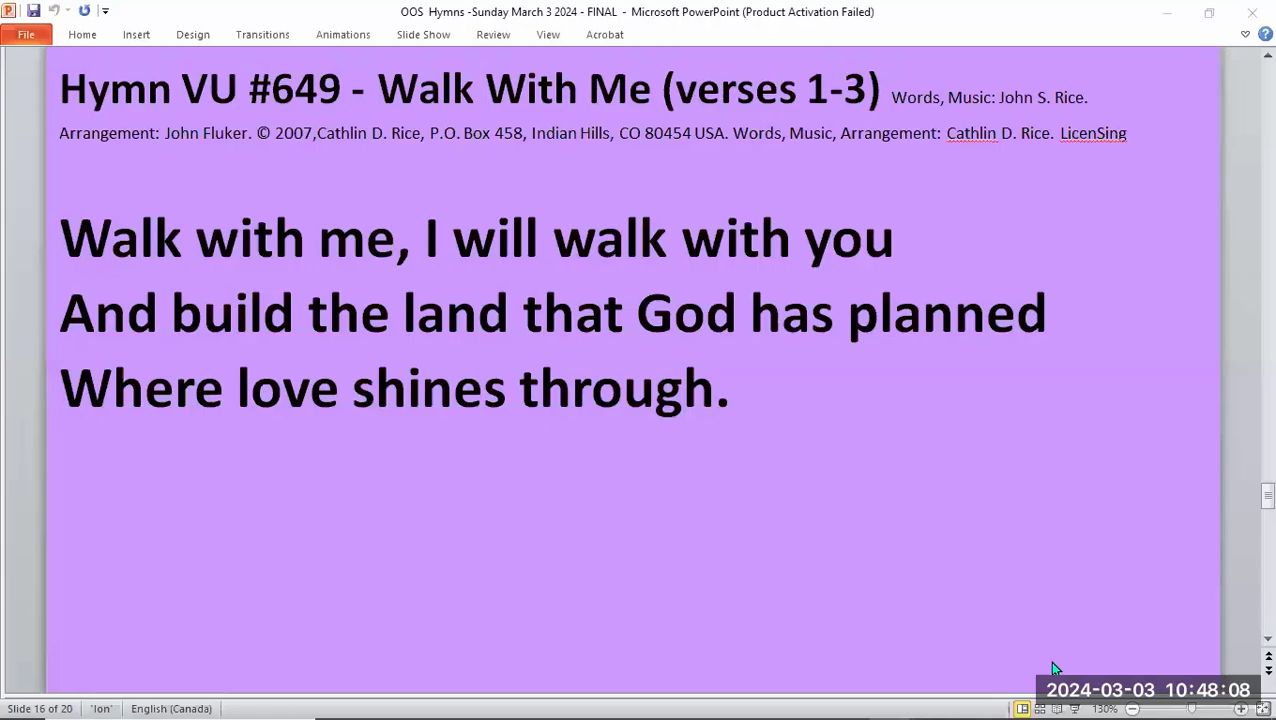 OOS Hymns -Sunday March 3 2024 - FINAL - Microsoft PowerPoint (Product Activation Failed)
File Home Insert Design Transitions Animations Slide Show Review View Acrobat
Hymn VU #649 - Walk With Me (verses 1-3) Words, Music: John S. Rice.
Arrangement: John Fluker. © 2007,Cathlin D. Rice, P.O. Box 458, Indian Hills, CO 80454 USA. Words, Music, Arrangement: Cathlin D. Rice. LicenSing
Walk with me, I will walk with you
And build the land that God has planned
Where love shines through.
2024-03-03 10:48:08
Slide 16 of 20 'Ion' English (Canada) 130%